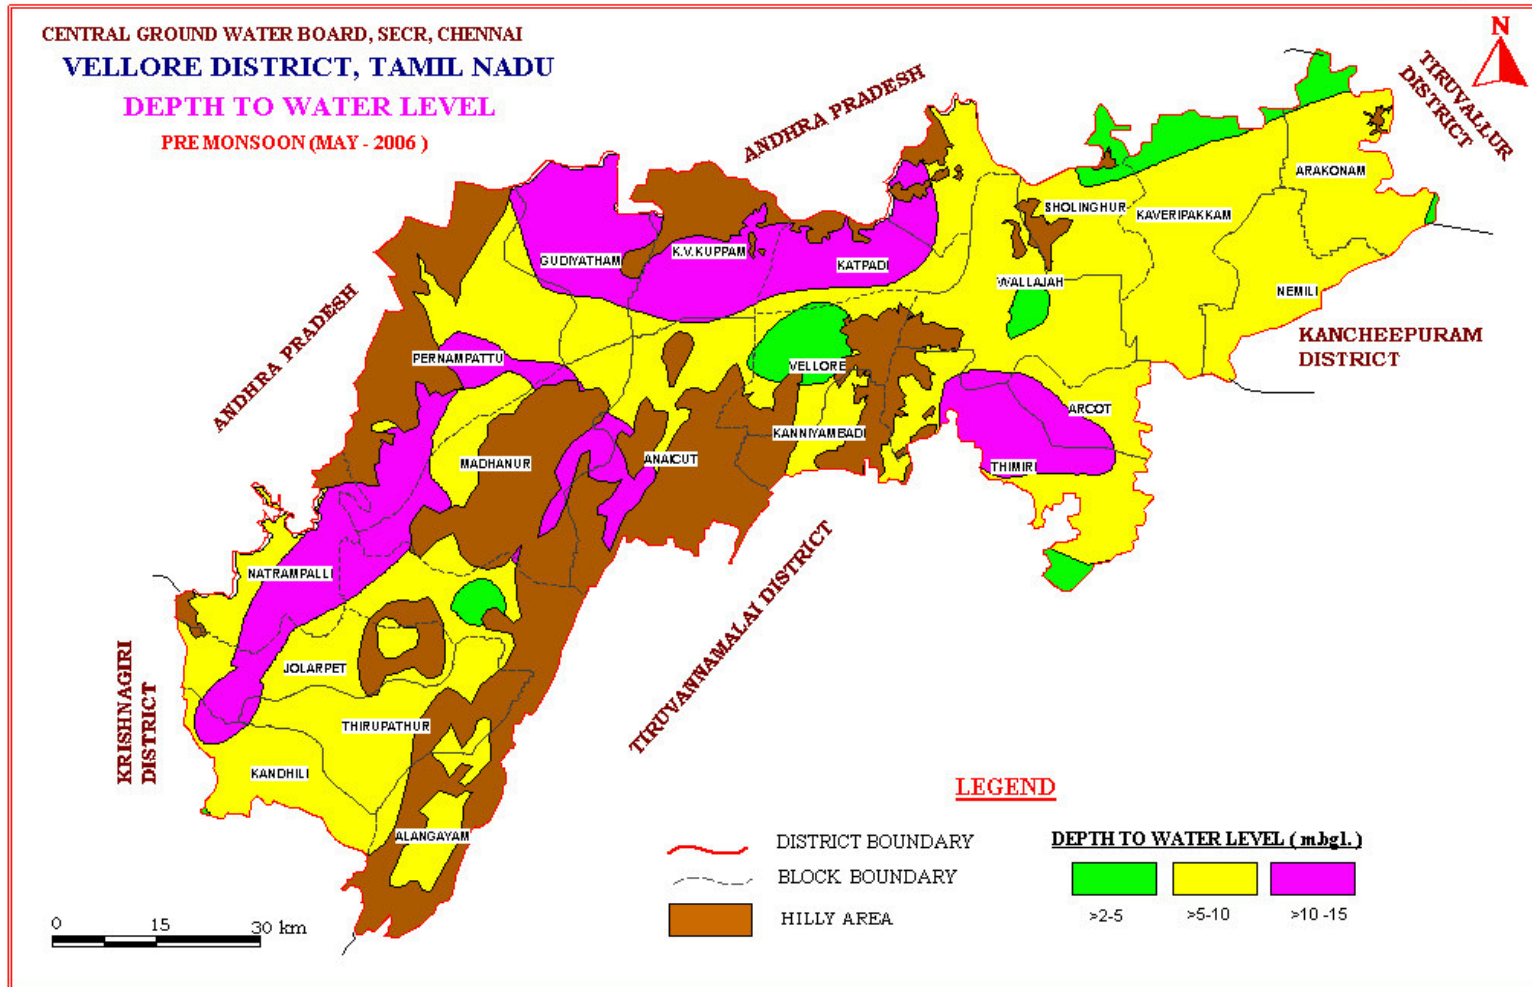 CENTRAL GROUND WATER BOARD, SECR, CHENNAI
VELLORE DISTRICT, TAMIL NADU
DEPTH TO WATER LEVEL
PRE MONSOON (MAY - 2006 )
N
TIRUVALLUR
DISTRICT
ANDHRA PRADESH
ARAKONAM
SHOLINGHUR
KAVERIPAKKAM
GUDIYATHAM
K.V.KUPPAM
KATPADI
WALLAJAH
NEMILI
KANCHEEPURAM
DISTRICT
ANDHRA PRADESH
PERNAMPATTU
VELLORE
ARCOT
KANNIYAMBADI
MADHANUR
ANAICUT
THIMIRI
NATRAMPALLI
TIRUVANNAMALAI DISTRICT
KRISHNAGIRI
DISTRICT
JOLARPET
THIRUPATHUR
KANDHILI
ALANGAYAM
LEGEND
DISTRICT BOUNDARY
BLOCK BOUNDARY
HILLY AREA
DEPTH TO WATER LEVEL ( m.bgl. )
>2-5
>5-10
>10 -15
0 15 30 km